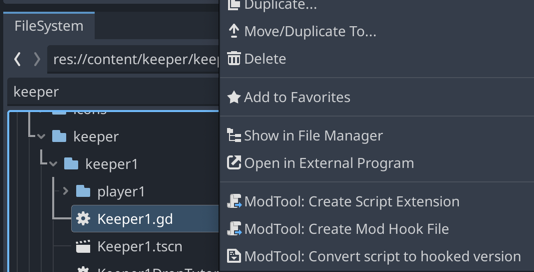 Duplicate...
FileSystem
Move/Duplicate To...
res://content/keeper/kee
Delete
keeper
Add to Favorites
icons
keeper
Show in File Manager
keeper1
Open in External Program
player1
ModTool: Create Script Extension
Keeper1.gd
ModTool: Create Mod Hook File
Keeper1.tscn
ModTool: Convert script to hooked version